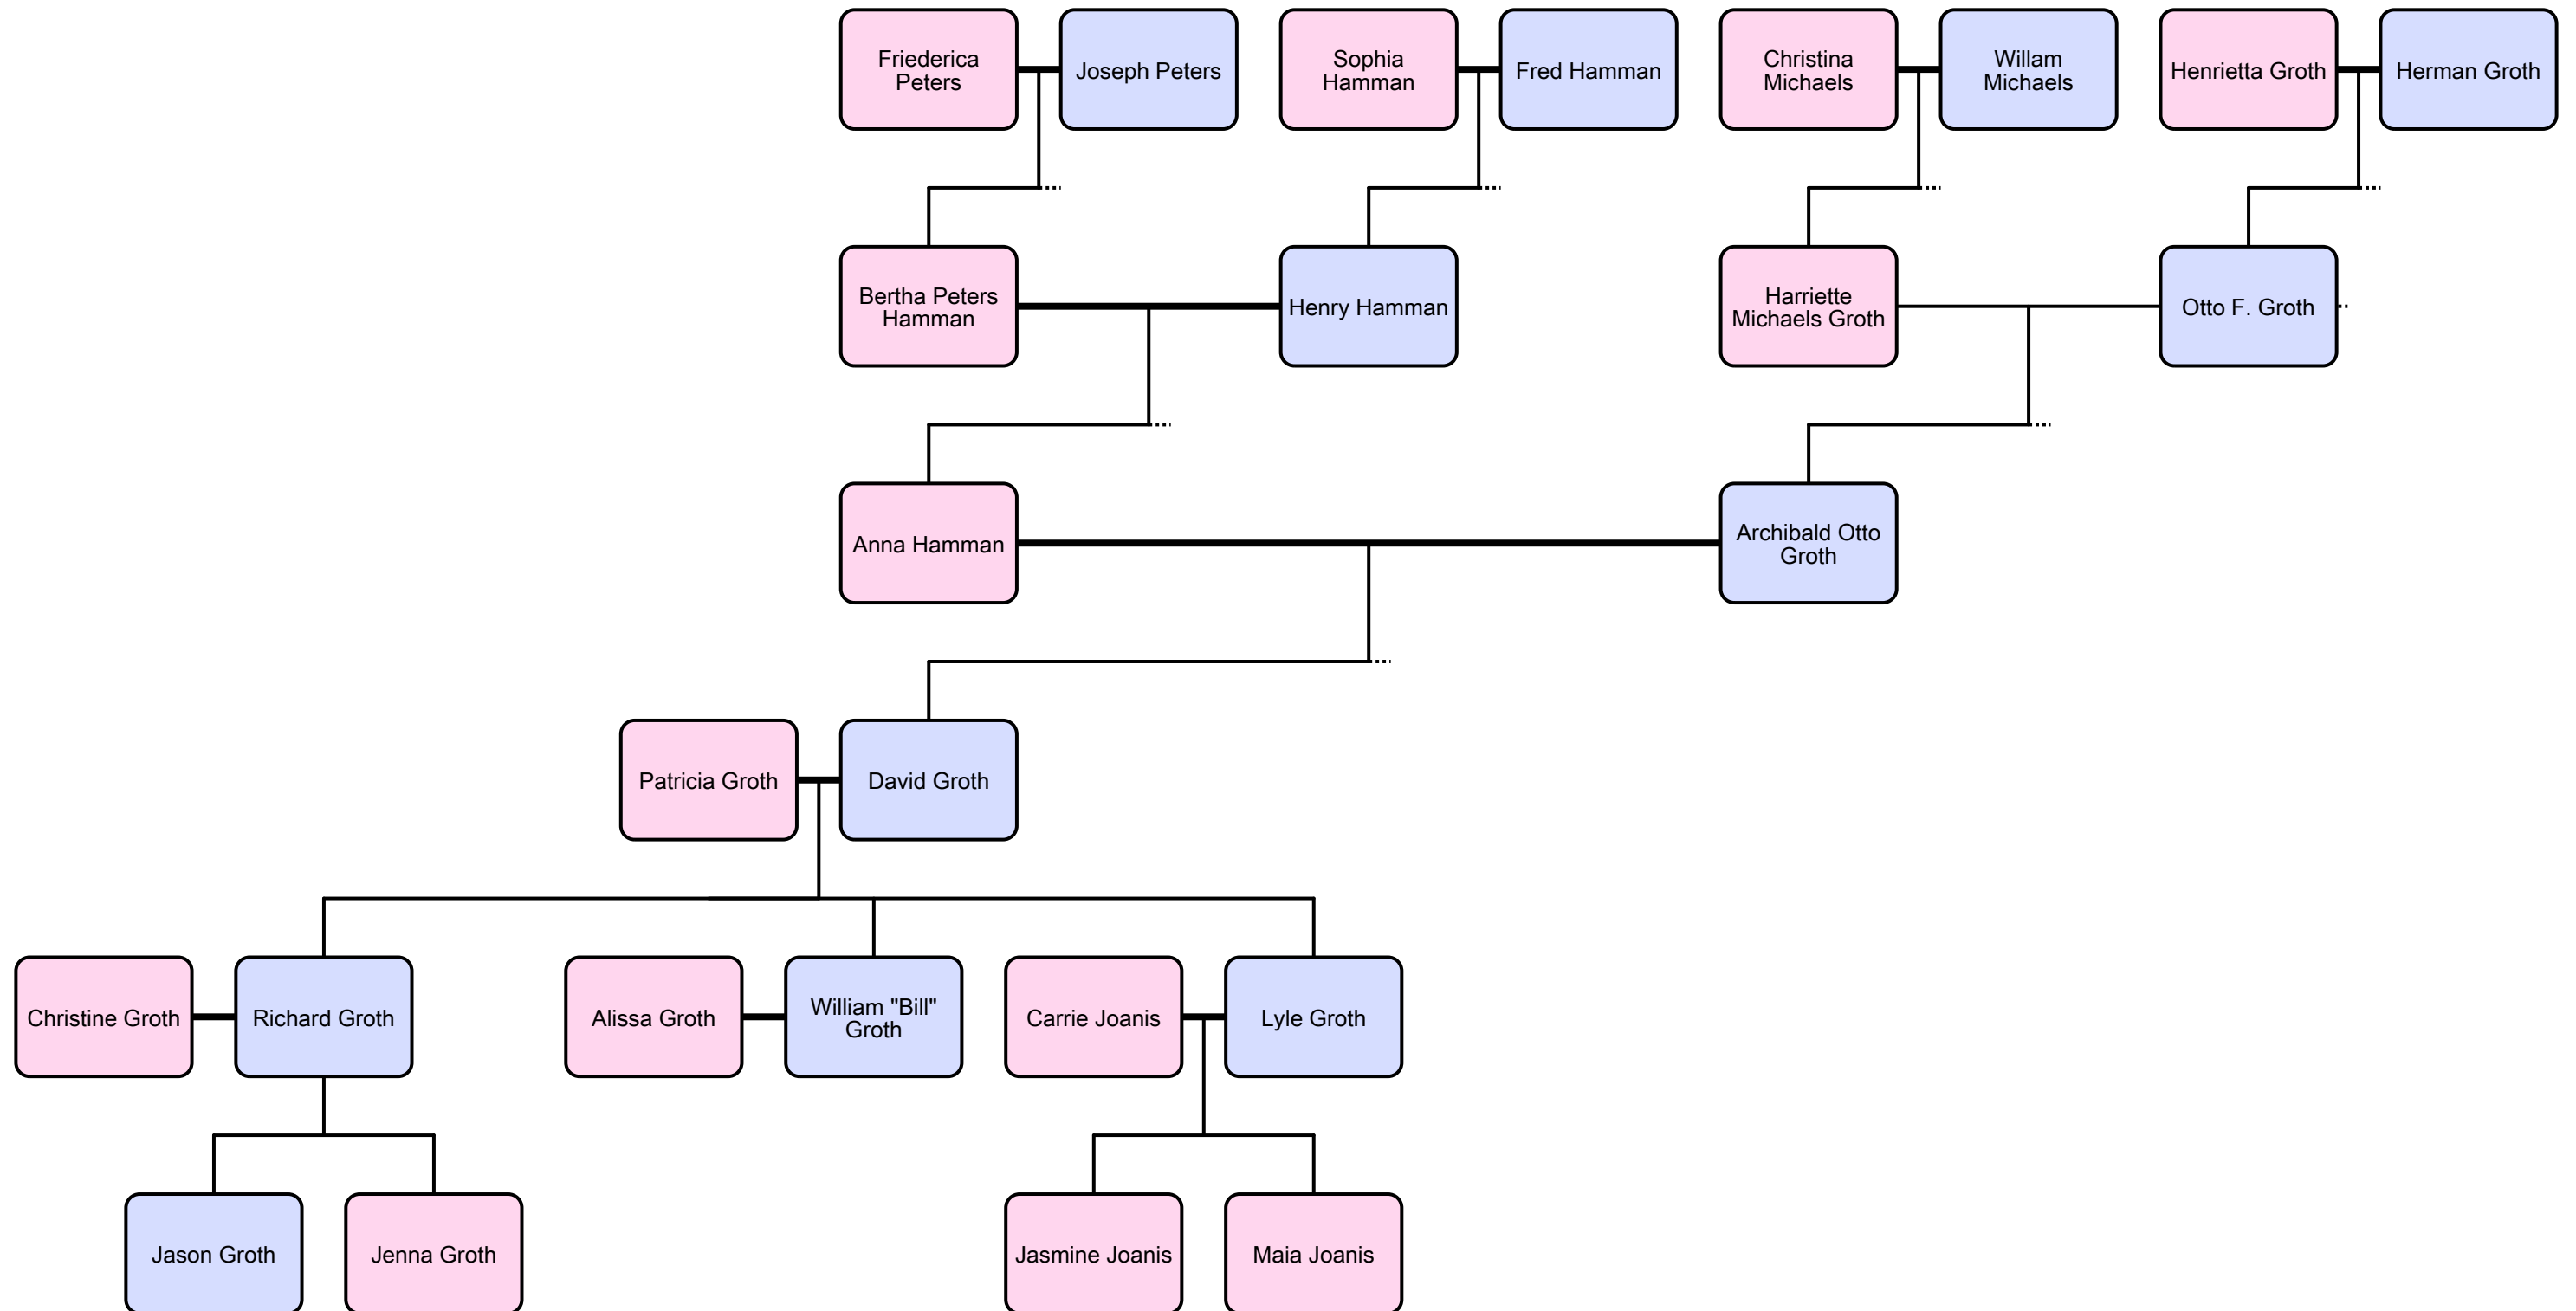 Friederica
Peters
Joseph Peters
Sophia
Hamman
Fred Hamman
Christina
Michaels
Willam
Michaels
Henrietta Groth
Herman Groth
Bertha Peters
Hamman
Henry Hamman
Harriette
Michaels Groth
Otto F. Groth
Anna Hamman
Archibald Otto
Groth
Patricia Groth
David Groth
Christine Groth
Richard Groth
Alissa Groth
William "Bill"
Groth
Carrie Joanis
Lyle Groth
Jason Groth
Jenna Groth
Jasmine Joanis
Maia Joanis